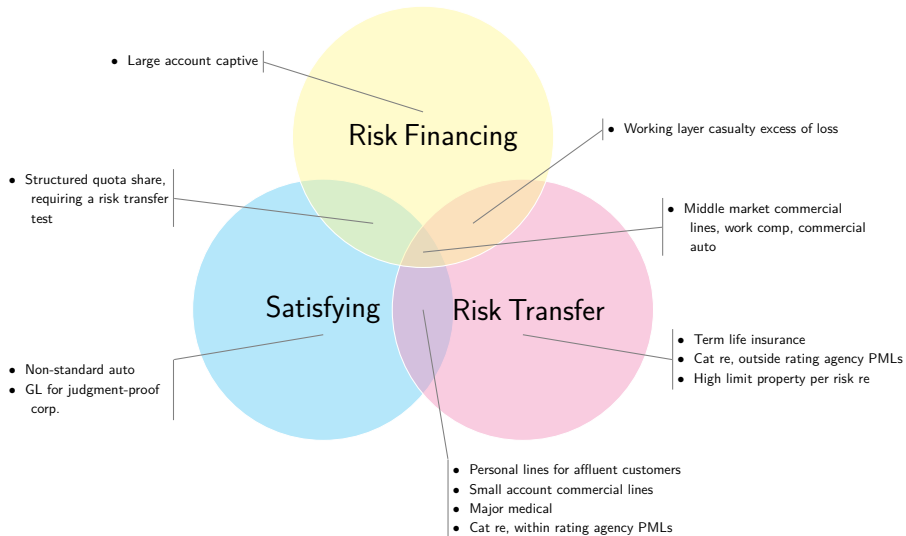 • Large account captive
Risk Financing
• Working layer casualty excess of loss
• Structured quota share,
requiring a risk transfer
test
• Middle market commercial
lines, work comp, commercial
auto
Satisfying
Risk Transfer
• Term life insurance
• Cat re, outside rating agency PMLs
• High limit property per risk re
• Non-standard auto
• GL for judgment-proof
corp.
• Personal lines for affluent customers
• Small account commercial lines
• Major medical
• Cat re, within rating agency PMLs